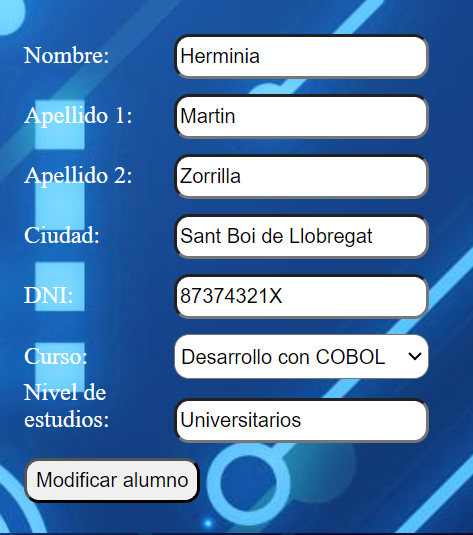 Nombre: Herminia
Apellido 1: Martin
Apellido 2: Zorrilla
Ciudad: Sant Boi de Llobregat
DNI: 87374321X
Curso: Desarrollo con COBOL
Nivel de
estudios: Universitarios
Modificar alumno